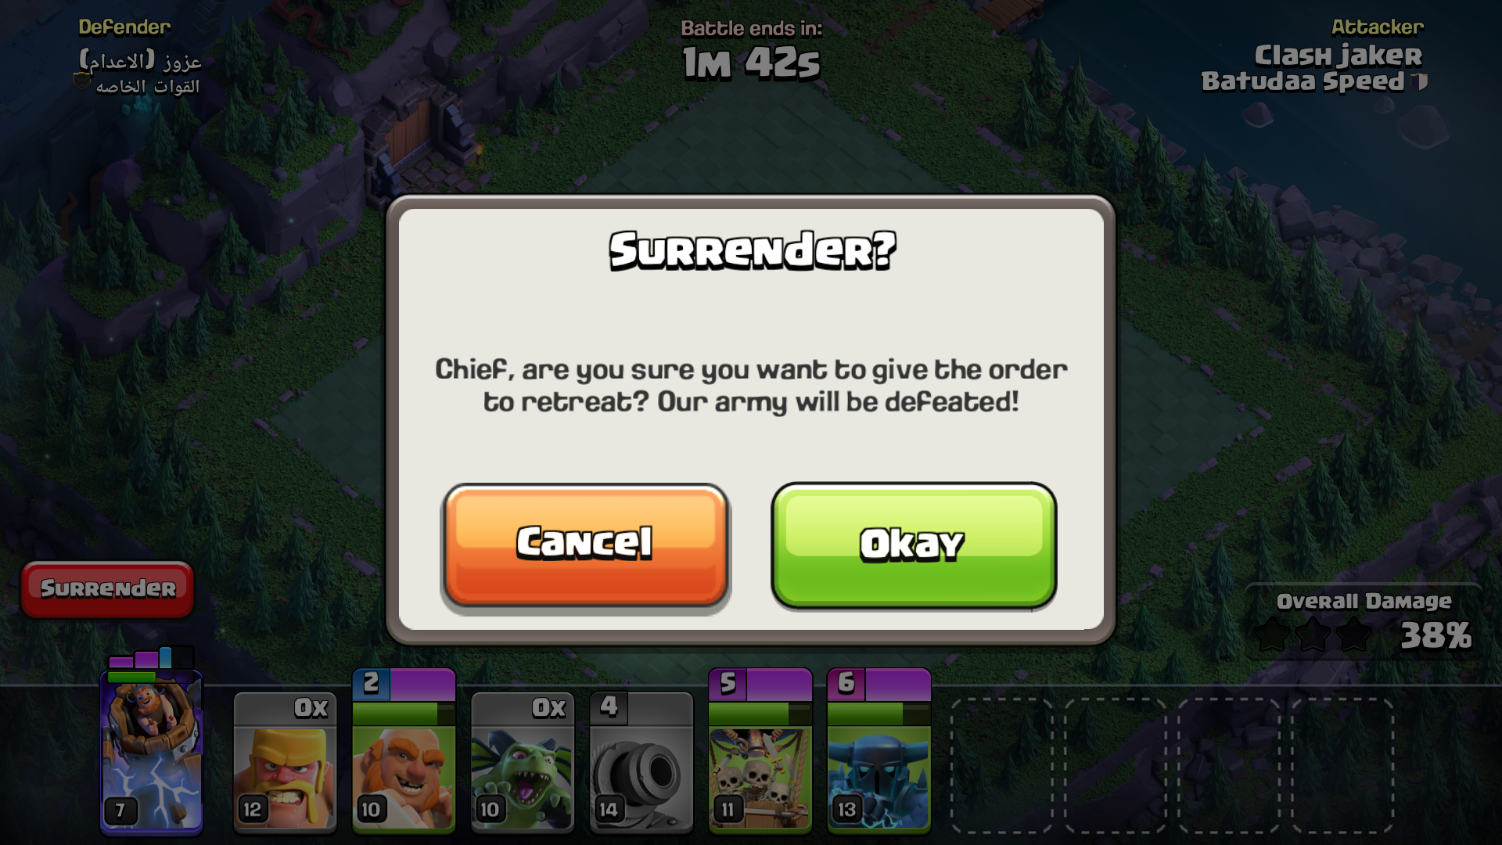 Defender
عزوز (الاعدام)
القوات الخاصه
Battle ends in:
1M 42s
Attacker
Clash jaker
Batudaa Speed
Surrender?
Chief, are you sure you want to give the order
to retreat? Our army will be defeated!
Cancel
Okay
Surrender
Overall Damage
38%
7
0x
12
2
10
0x
10
4
14
5
11
6
13